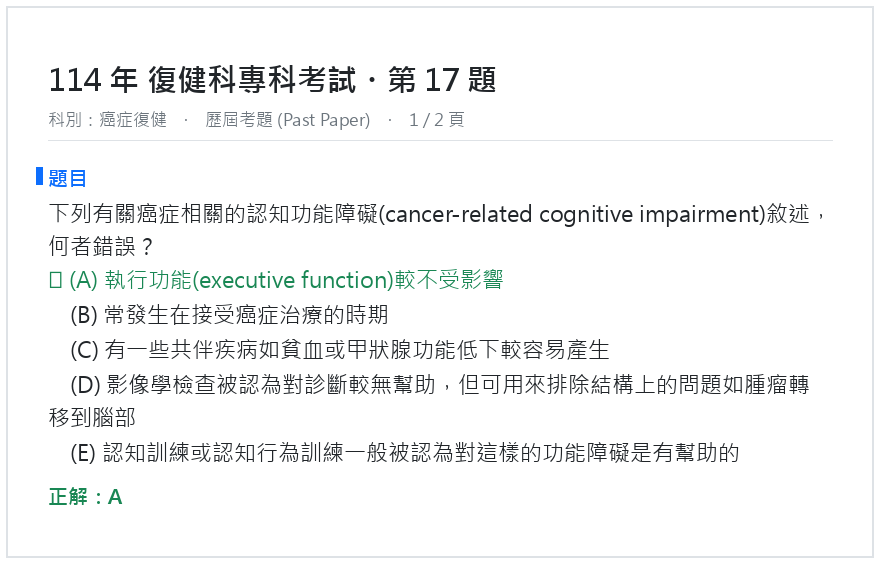 114 年 復健科專科考試・第 17 題
科別：癌症復健 · 歷屆考題 (Past Paper) · 1 / 2 頁
題目
下列有關癌症相關的認知功能障礙(cancer-related cognitive impairment)敘述，
何者錯誤？
(A) 執行功能(executive function)較不受影響
(B) 常發生在接受癌症治療的時期
(C) 有一些共伴疾病如貧血或甲狀腺功能低下較容易產生
(D) 影像學檢查被認為對診斷較無幫助，但可用來排除結構上的問題如腫瘤轉
移到腦部
(E) 認知訓練或認知行為訓練一般被認為對這樣的功能障礙是有幫助的
正解：A